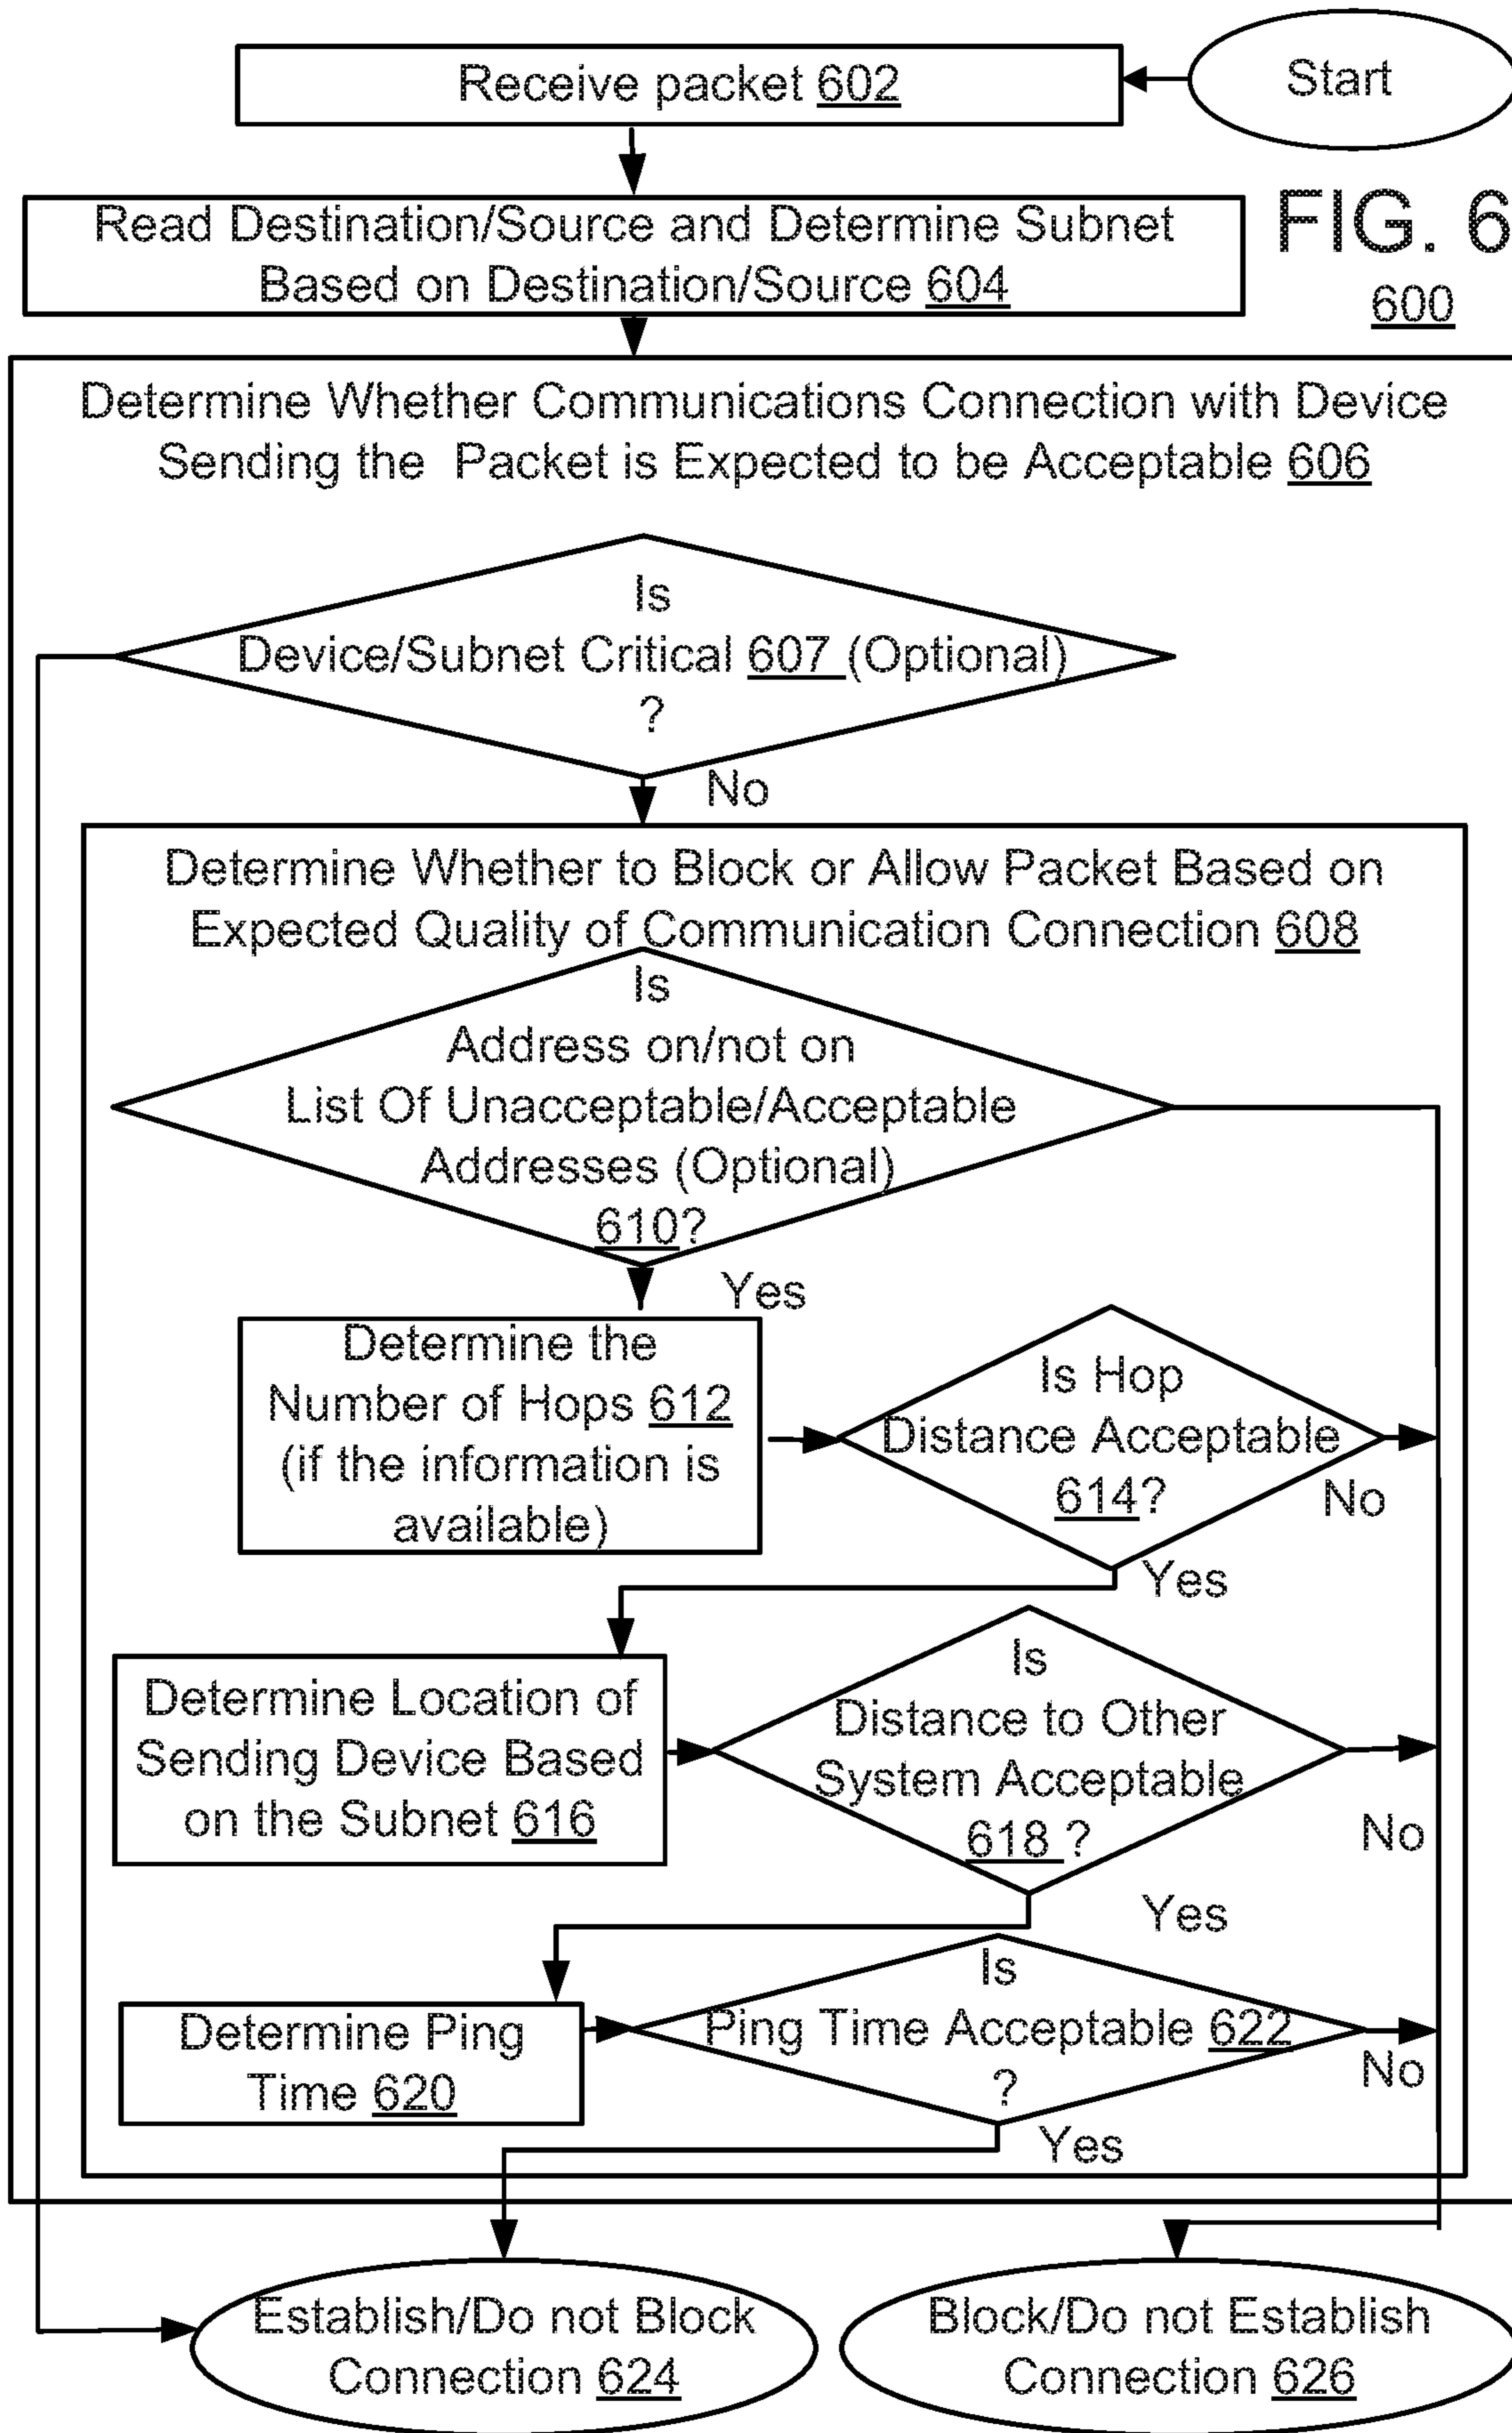 Receive packet 602
Start
Read Destination/Source and Determine Subnet
Based on Destination/Source 604
FIG. 6
600
Determine Whether Communications Connection with Device
Sending the Packet is Expected to be Acceptable 606
Is
Device/Subnet Critical 607 (Optional)
?
No
Determine Whether to Block or Allow Packet Based on
Expected Quality of Communication Connection 608
Is
Address on/not on
List Of Unacceptable/Acceptable
Addresses (Optional)
610?
Yes
Determine the
Number of Hops 612
(if the information is
available)
Is Hop
Distance Acceptable
614?
No
Yes
Determine Location of
Sending Device Based
on the Subnet 616
Is
Distance to Other
System Acceptable
618 ?
No
Yes
Determine Ping
Time 620
Is
Ping Time Acceptable 622
?
No
Yes
Establish/Do not Block
Connection 624
Block/Do not Establish
Connection 626